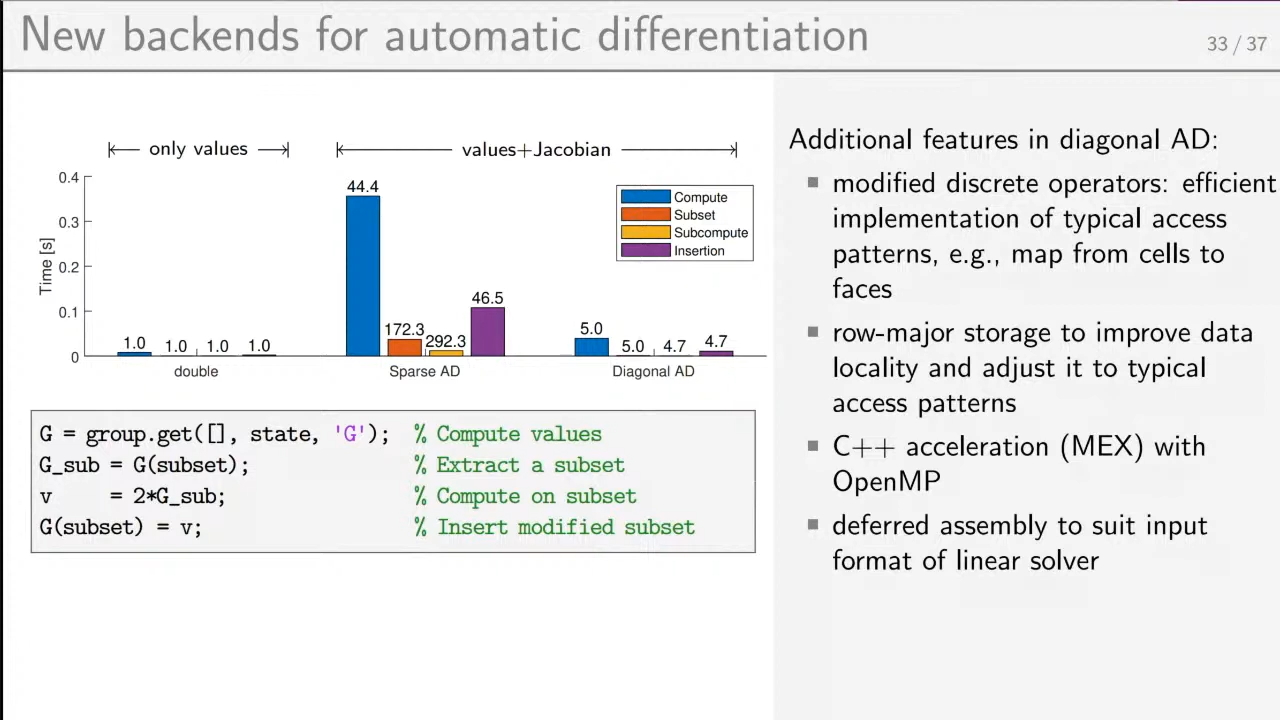 New backends for automatic differentiation
33 / 37
only values
values+Jacobian
0.4
0.3
0.2
0.1
0
Time [s]
1.0
1.0
1.0
1.0
44.4
172.3
292.3
46.5
5.0
5.0
4.7
4.7
Compute
Subset
Subcompute
Insertion
double
Sparse AD
Diagonal AD
G = group.get([], state, 'G'); % Compute values
G_sub = G(subset); % Extract a subset
v = 2*G_sub; % Compute on subset
G(subset) = v; % Insert modified subset
Additional features in diagonal AD:
modified discrete operators: efficient
implementation of typical access
patterns, e.g., map from cells to
faces
row-major storage to improve data
locality and adjust it to typical
access patterns
C++ acceleration (MEX) with
OpenMP
deferred assembly to suit input
format of linear solver